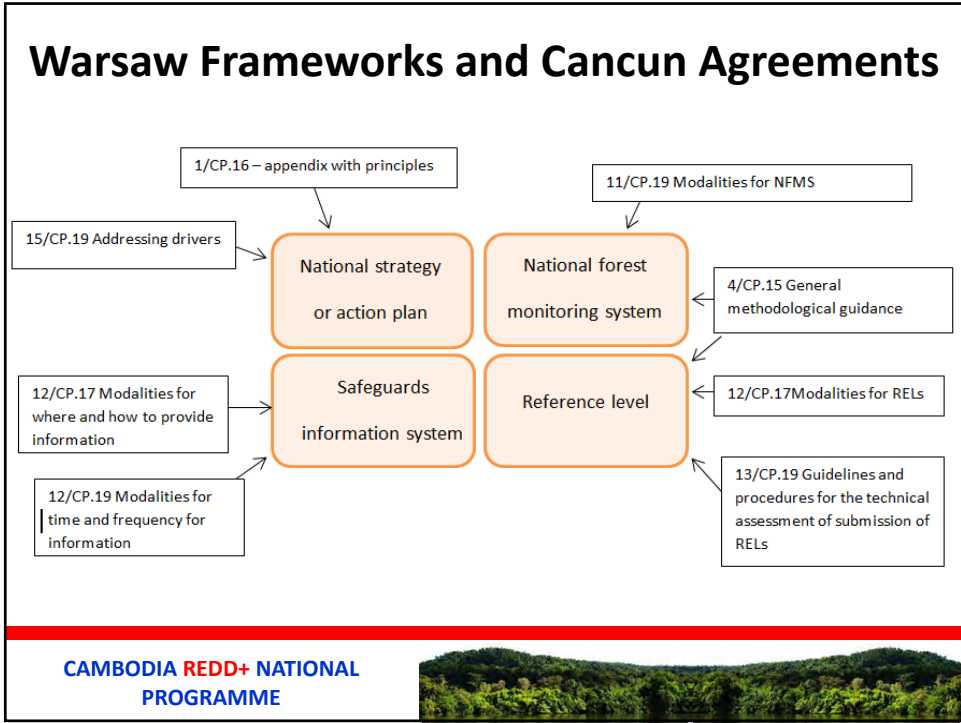 Warsaw Frameworks and Cancun Agreements
1/CP.16 – appendix with principles
11/CP.19 Modalities for NFMS
15/CP.19 Addressing drivers
National strategy
or action plan
National forest
monitoring system
4/CP.15 General
methodological guidance
12/CP.17 Modalities for
where and how to provide
information
Safeguards
information system
Reference level
12/CP.17Modalities for RELs
12/CP.19 Modalities for
time and frequency for
information
13/CP.19 Guidelines and
procedures for the technical
assessment of submission of
RELs
CAMBODIA REDD+ NATIONAL
PROGRAMME